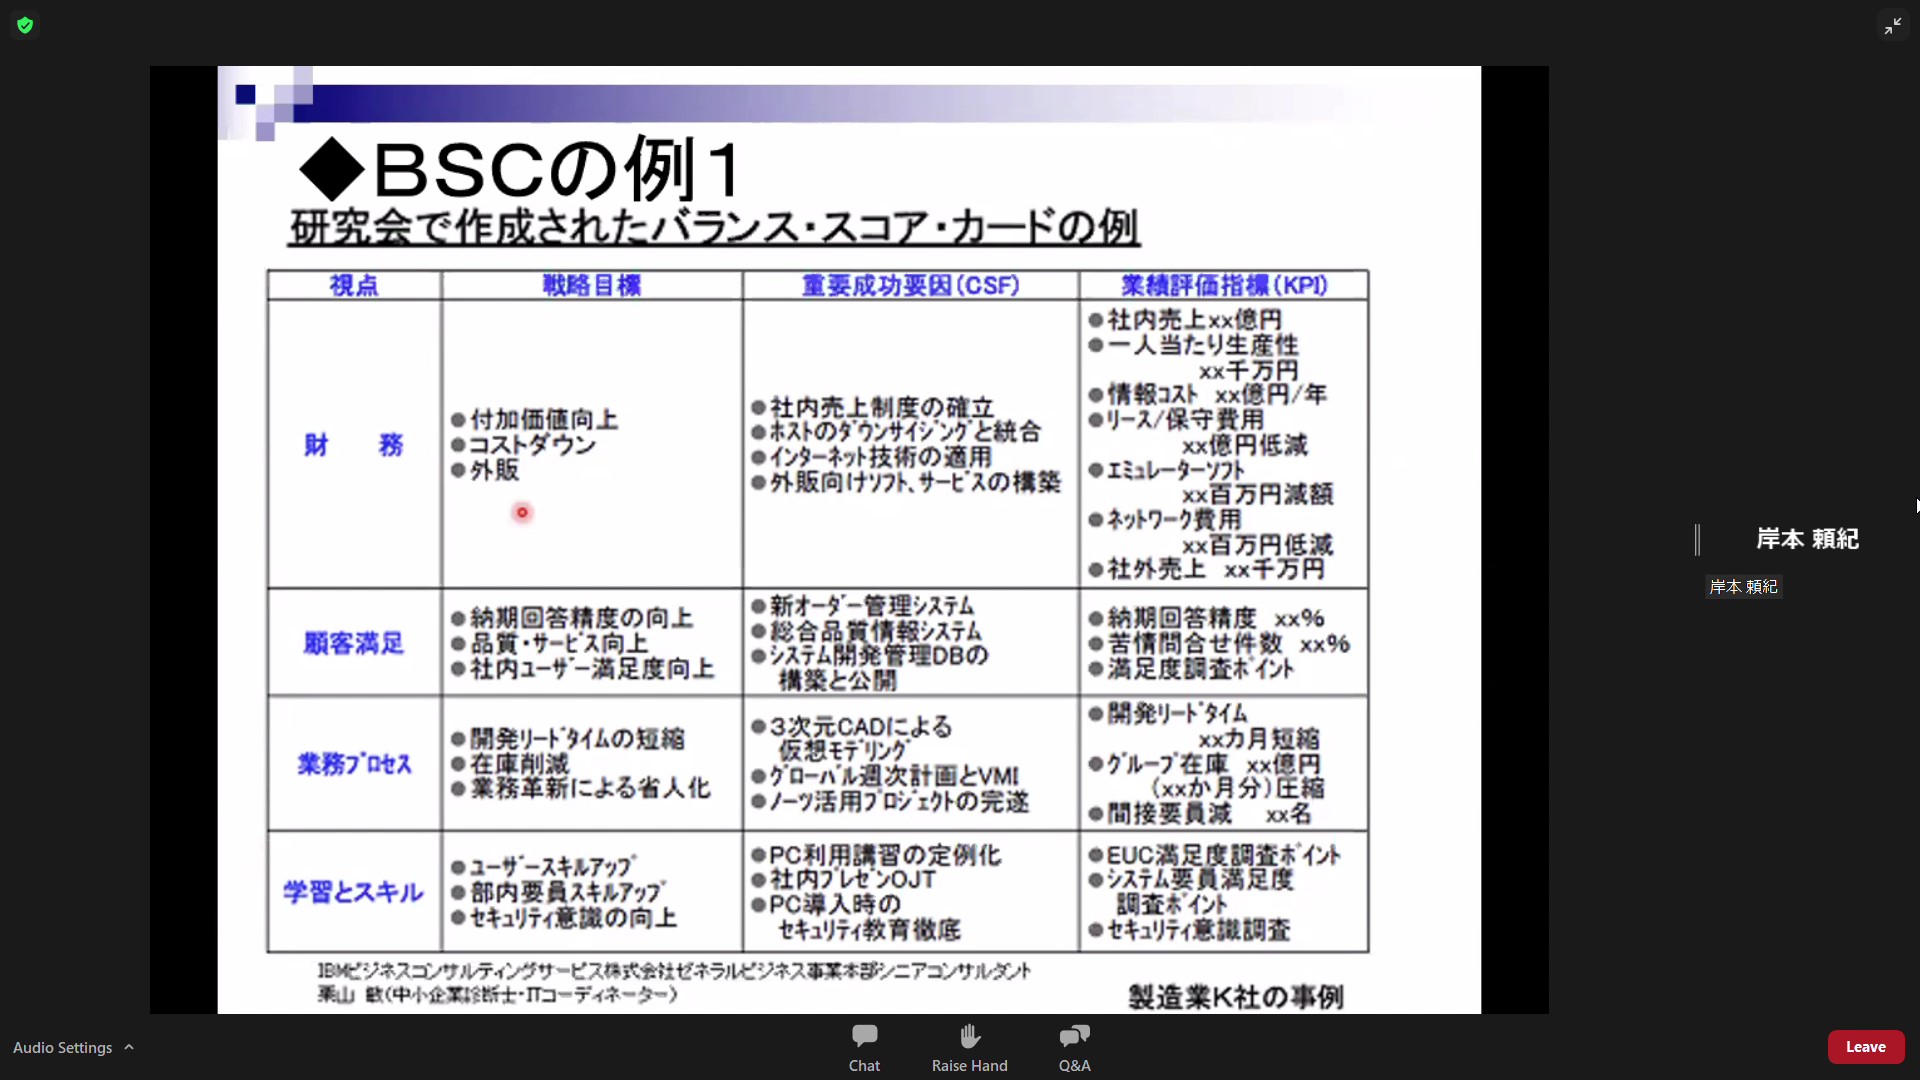 ◆BSCの例1
研究会で作成されたバランス・スコア・カードの例
視点
戦略目標
重要成功要因(CSF)
業績評価指標(KPI)
財　務
●付加価値向上
●コストダウン
●外販
●社内売上制度の確立
●ホストのダウンサイジングと統合
●インターネット技術の適用
●外販向けソフト、サービスの構築
●社内売上xx億円
●一人当たり生産性
xx千万円
●情報コスト xx億円/年
●リース/保守費用
xx億円低減
●エミュレーターソフト
xx百万円減額
●ネットワーク費用
xx百万円低減
●社外売上 xx千万円
顧客満足
●納期回答精度の向上
●品質・サービス向上
●社内ユーザー満足度向上
●新オーダー管理システム
●総合品質情報システム
●システム開発管理DBの
構築と公開
●納期回答精度 xx%
●苦情問合せ件数 xx%
●満足度調査ポイント
業務プロセス
●開発リードタイムの短縮
●在庫削減
●業務革新による省人化
●3次元CADによる
仮想モデリング
●グローバル週次計画とVMI
●ノーツ活用プロジェクトの完遂
●開発リードタイム
xxカ月短縮
●グループ在庫 xx億円
(xxか月分)圧縮
●間接要員減 xx名
学習とスキル
●ユーザースキルアップ
●部内要員スキルアップ
●セキュリティ意識の向上
●PC利用講習の定例化
●社内プレゼンOJT
●PC導入時の
セキュリティ教育徹底
●EUC満足度調査ポイント
●システム要員満足度
調査ポイント
●セキュリティ意識調査
IBMビジネスコンサルティングサービス株式会社ゼネラルビジネス事業本部シニアコンサルタント
栗山 敏(中小企業診断士・ITコーディネーター)
製造業K社の事例
岸本 頼紀
岸本 頼紀
Audio Settings
Chat
Raise Hand
Q&A
Leave